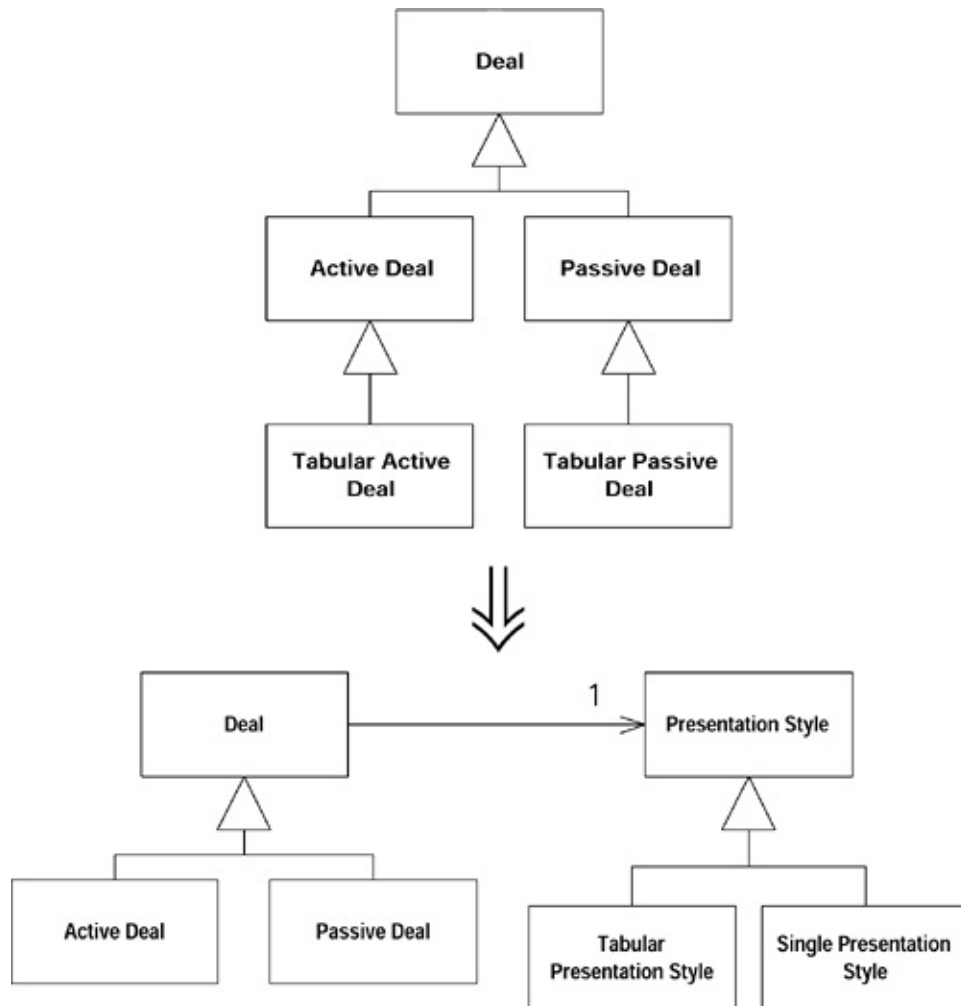 Deal
Active Deal
Passive Deal
Tabular Active
Deal
Tabular Passive
Deal
1
Deal
Presentation Style
Active Deal
Passive Deal
Tabular
Presentation Style
Single Presentation
Style